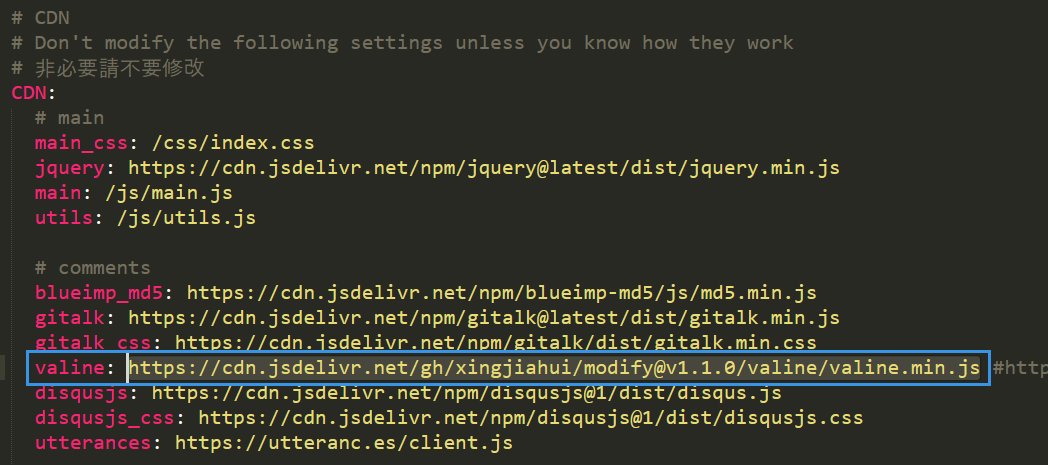 # CDN
# Don't modify the following settings unless you know how they work
# 非必要請不要修改
CDN:
# main
main_css: /css/index.css
jquery: https://cdn.jsdelivr.net/npm/jquery@latest/dist/jquery.min.js
main: /js/main.js
utils: /js/utils.js
# comments
blueimp_md5: https://cdn.jsdelivr.net/npm/blueimp-md5/js/md5.min.js
gitalk: https://cdn.jsdelivr.net/npm/gitalk@latest/dist/gitalk.min.js
gitalk_css: https://cdn.jsdelivr.net/npm/gitalk/dist/gitalk.min.css
valine: https://cdn.jsdelivr.net/gh/xingjiahui/modify@v1.1.0/valine/valine.min.js #http
disqusjs: https://cdn.jsdelivr.net/npm/disqusjs@1/dist/disqus.js
disqusjs_css: https://cdn.jsdelivr.net/npm/disqusjs@1/dist/disqusjs.css
utterances: https://utteranc.es/client.js